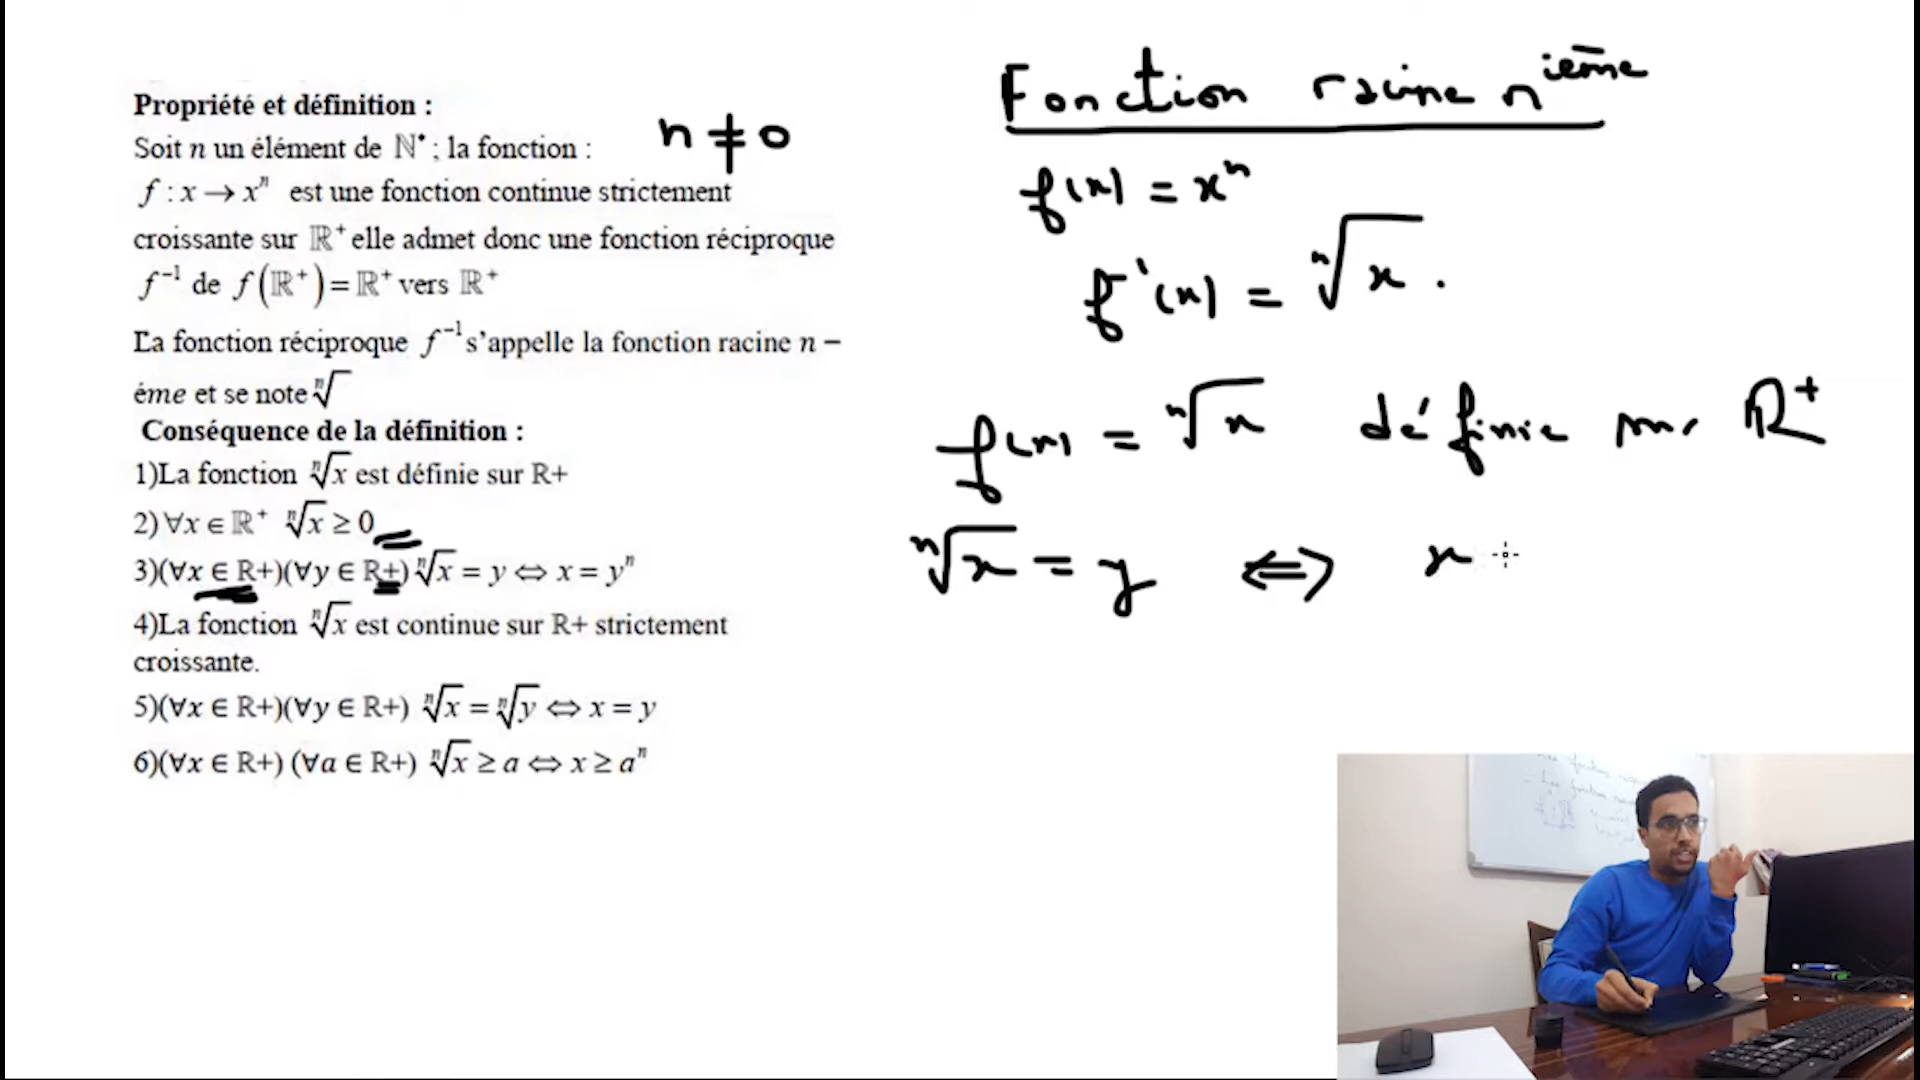 Propriété et définition :
Soit n un élément de ℕ* ; la fonction :
n ≠ 0
f : x → xⁿ est une fonction continue strictement
croissante sur ℝ⁺ elle admet donc une fonction réciproque
f⁻¹ de f(ℝ⁺) = ℝ⁺ vers ℝ⁺
La fonction réciproque f⁻¹ s'appelle la fonction racine n –
éme et se note ⁿ√
Conséquence de la définition :
1)La fonction ⁿ√x est définie sur R+
2) ∀x ∈ ℝ⁺ ⁿ√x ≥ 0
3)(∀x ∈ R+)(∀y ∈ R+) ⁿ√x = y ⇔ x = yⁿ
4)La fonction ⁿ√x est continue sur R+ strictement
croissante.
5)(∀x ∈ R+)(∀y ∈ R+) ⁿ√x = ⁿ√y ⇔ x = y
6)(∀x ∈ R+) (∀a ∈ R+) ⁿ√x ≥ a ⇔ x ≥ aⁿ
Fonction racine nième
f(x) = xⁿ
f⁻¹(x) = ⁿ√x .
f(x) = ⁿ√x définie sur ℝ⁺
ⁿ√x = y ⇔ x